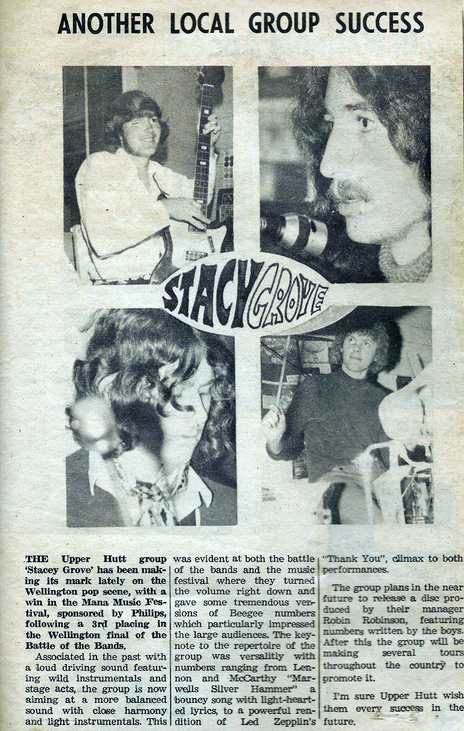 ANOTHER LOCAL GROUP SUCCESS
STACY GROVE
THE Upper Hutt group
'Stacey Grove' has been mak-
ing its mark lately on the
Wellington pop scene, with a
win in the Mana Music Fes-
tival, sponsored by Philips,
following a 3rd placing in
the Wellington final of the
Battle of the Bands.
Associated in the past with
a loud driving sound featur-
ing wild instrumentals and
stage acts, the group is now
aiming at a more balanced
sound with close harmony
and light instrumentals. This
was evident at both the battle
of the bands and the music
festival where they turned
the volume right down and
gave some tremendous ver-
sions of Beegee numbers
which particularly impressed
the large audiences. The key-
note to the repertoire of the
group was versatlity with
numbers ranging from Len-
non and McCarthy "Mar-
wells Silver Hammer" a
bouncy song with light-heart-
ed lyrics, to a powerful ren-
dition of Led Zepplin's
"Thank You", climax to both
performances.
The group plans in the near
future to release a disc pro-
duced by their manager
Robin Robinson, featuring
numbers written by the boys.
After this the group will be
making several tours
throughout the country to
promote it.
I'm sure Upper Hutt wish
them every success in the
future.